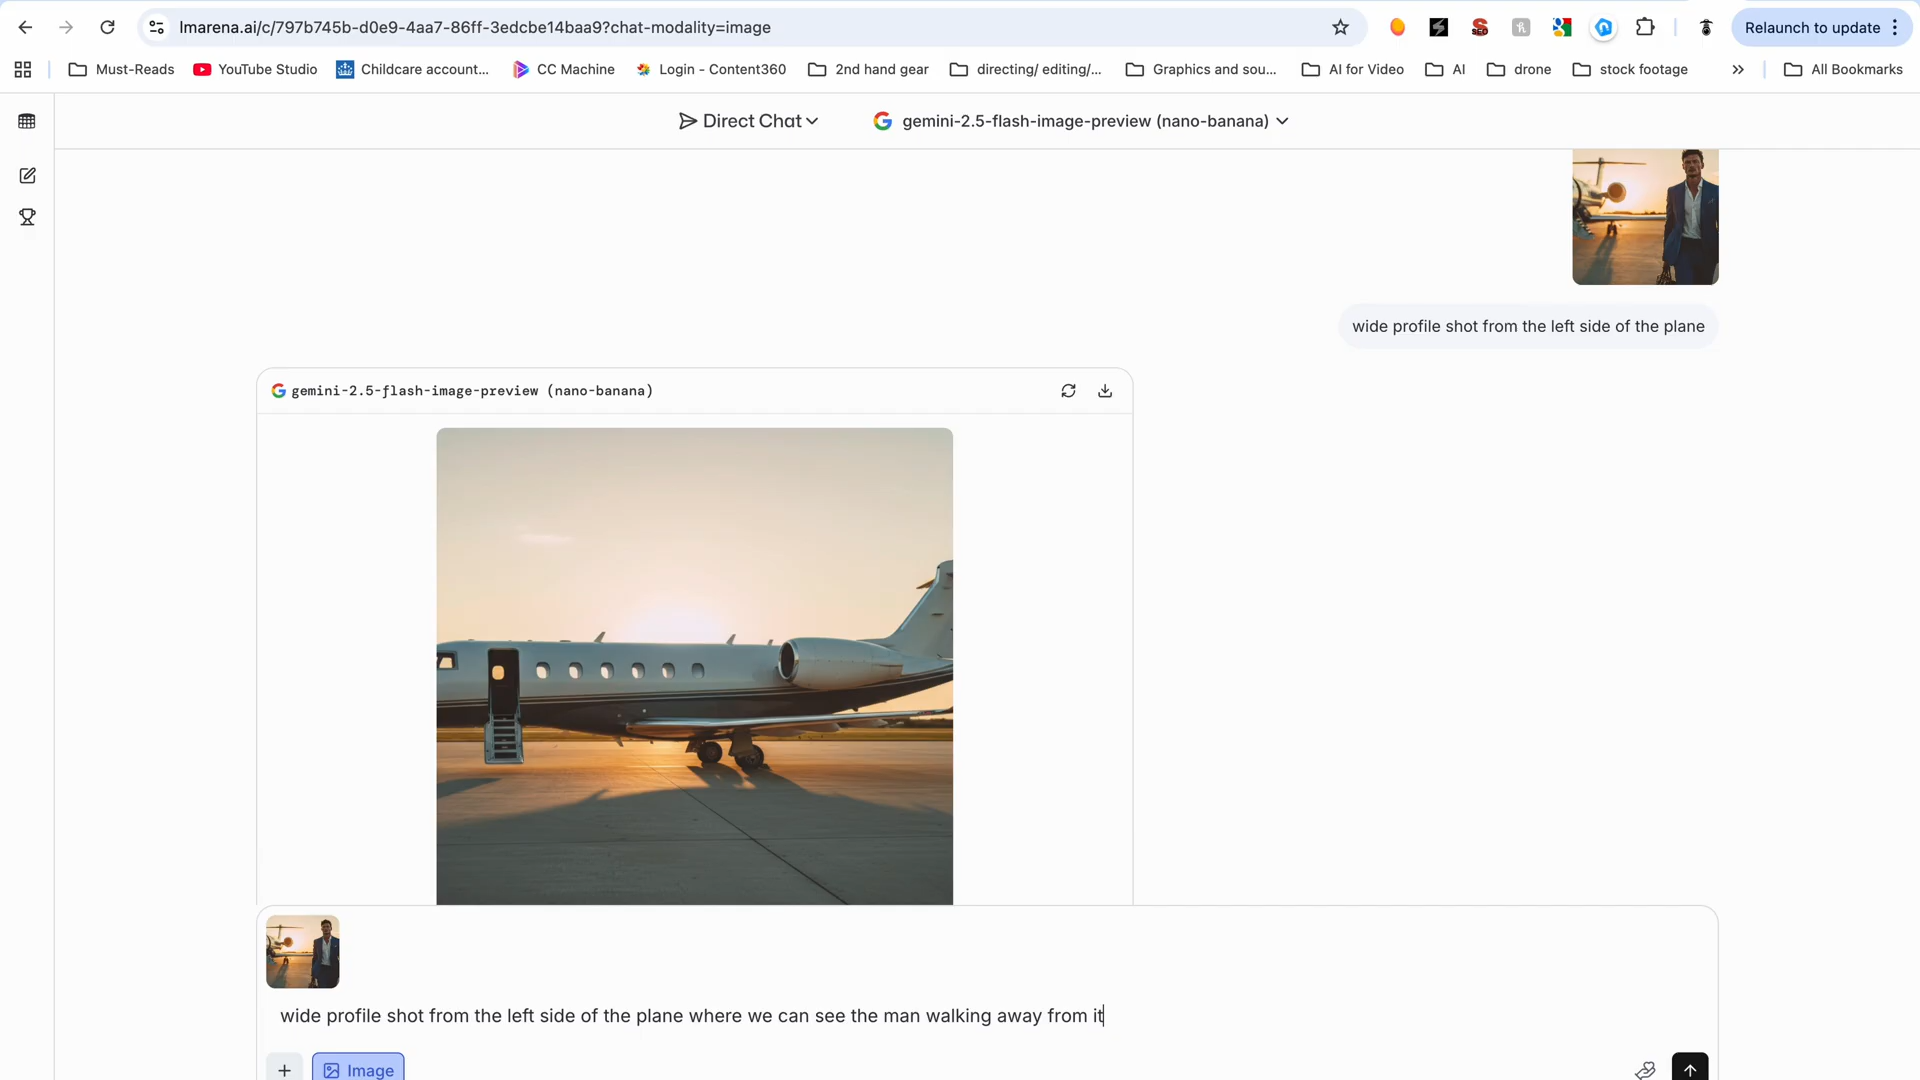 lmarena.ai/c/797b745b-d0e9-4aa7-86ff-3edcbe14baa9?chat-modality=image
Relaunch to update
Must-Reads YouTube Studio Childcare account... CC Machine Login - Content360 2nd hand gear directing/ editing/... Graphics and sou... AI for Video AI drone stock footage All Bookmarks
Direct Chat gemini-2.5-flash-image-preview (nano-banana)
wide profile shot from the left side of the plane
gemini-2.5-flash-image-preview (nano-banana)
wide profile shot from the left side of the plane where we can see the man walking away from it
Image